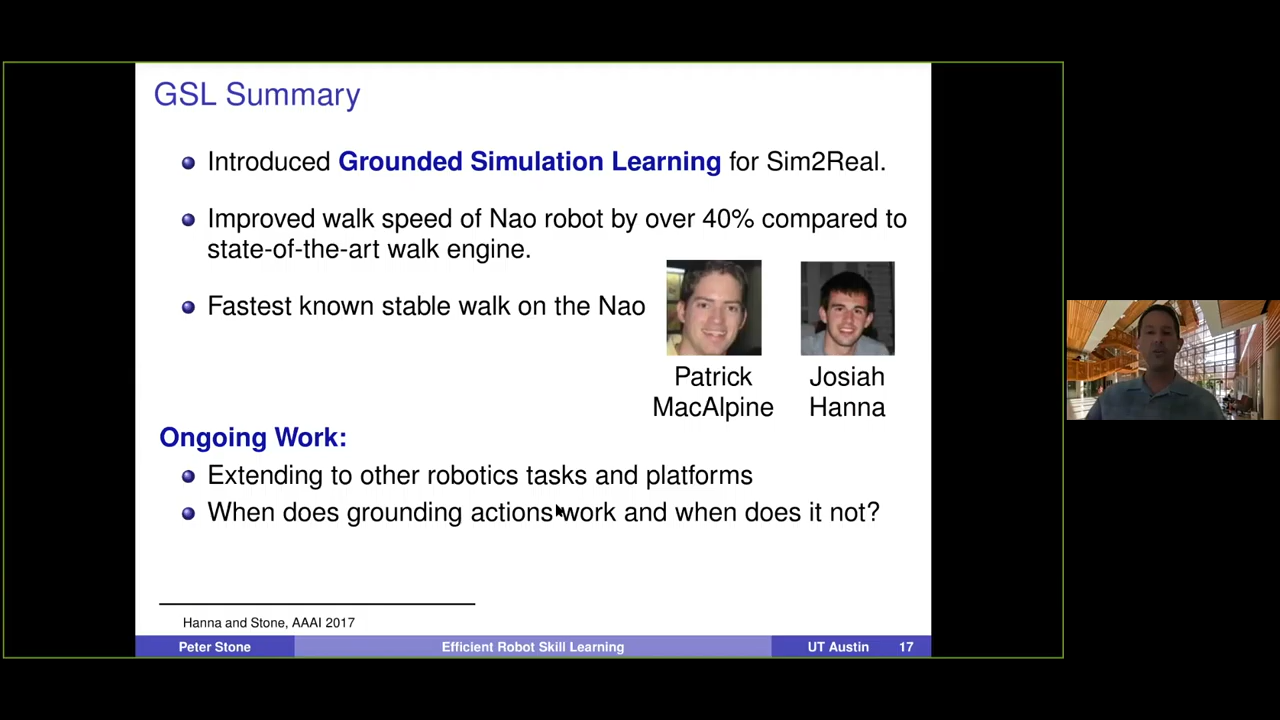 GSL Summary
Introduced Grounded Simulation Learning for Sim2Real.
Improved walk speed of Nao robot by over 40% compared to
state-of-the-art walk engine.
Fastest known stable walk on the Nao
Patrick
MacAlpine
Josiah
Hanna
Ongoing Work:
Extending to other robotics tasks and platforms
When does grounding actions work and when does it not?
Hanna and Stone, AAAI 2017
Peter Stone
Efficient Robot Skill Learning
UT Austin
17